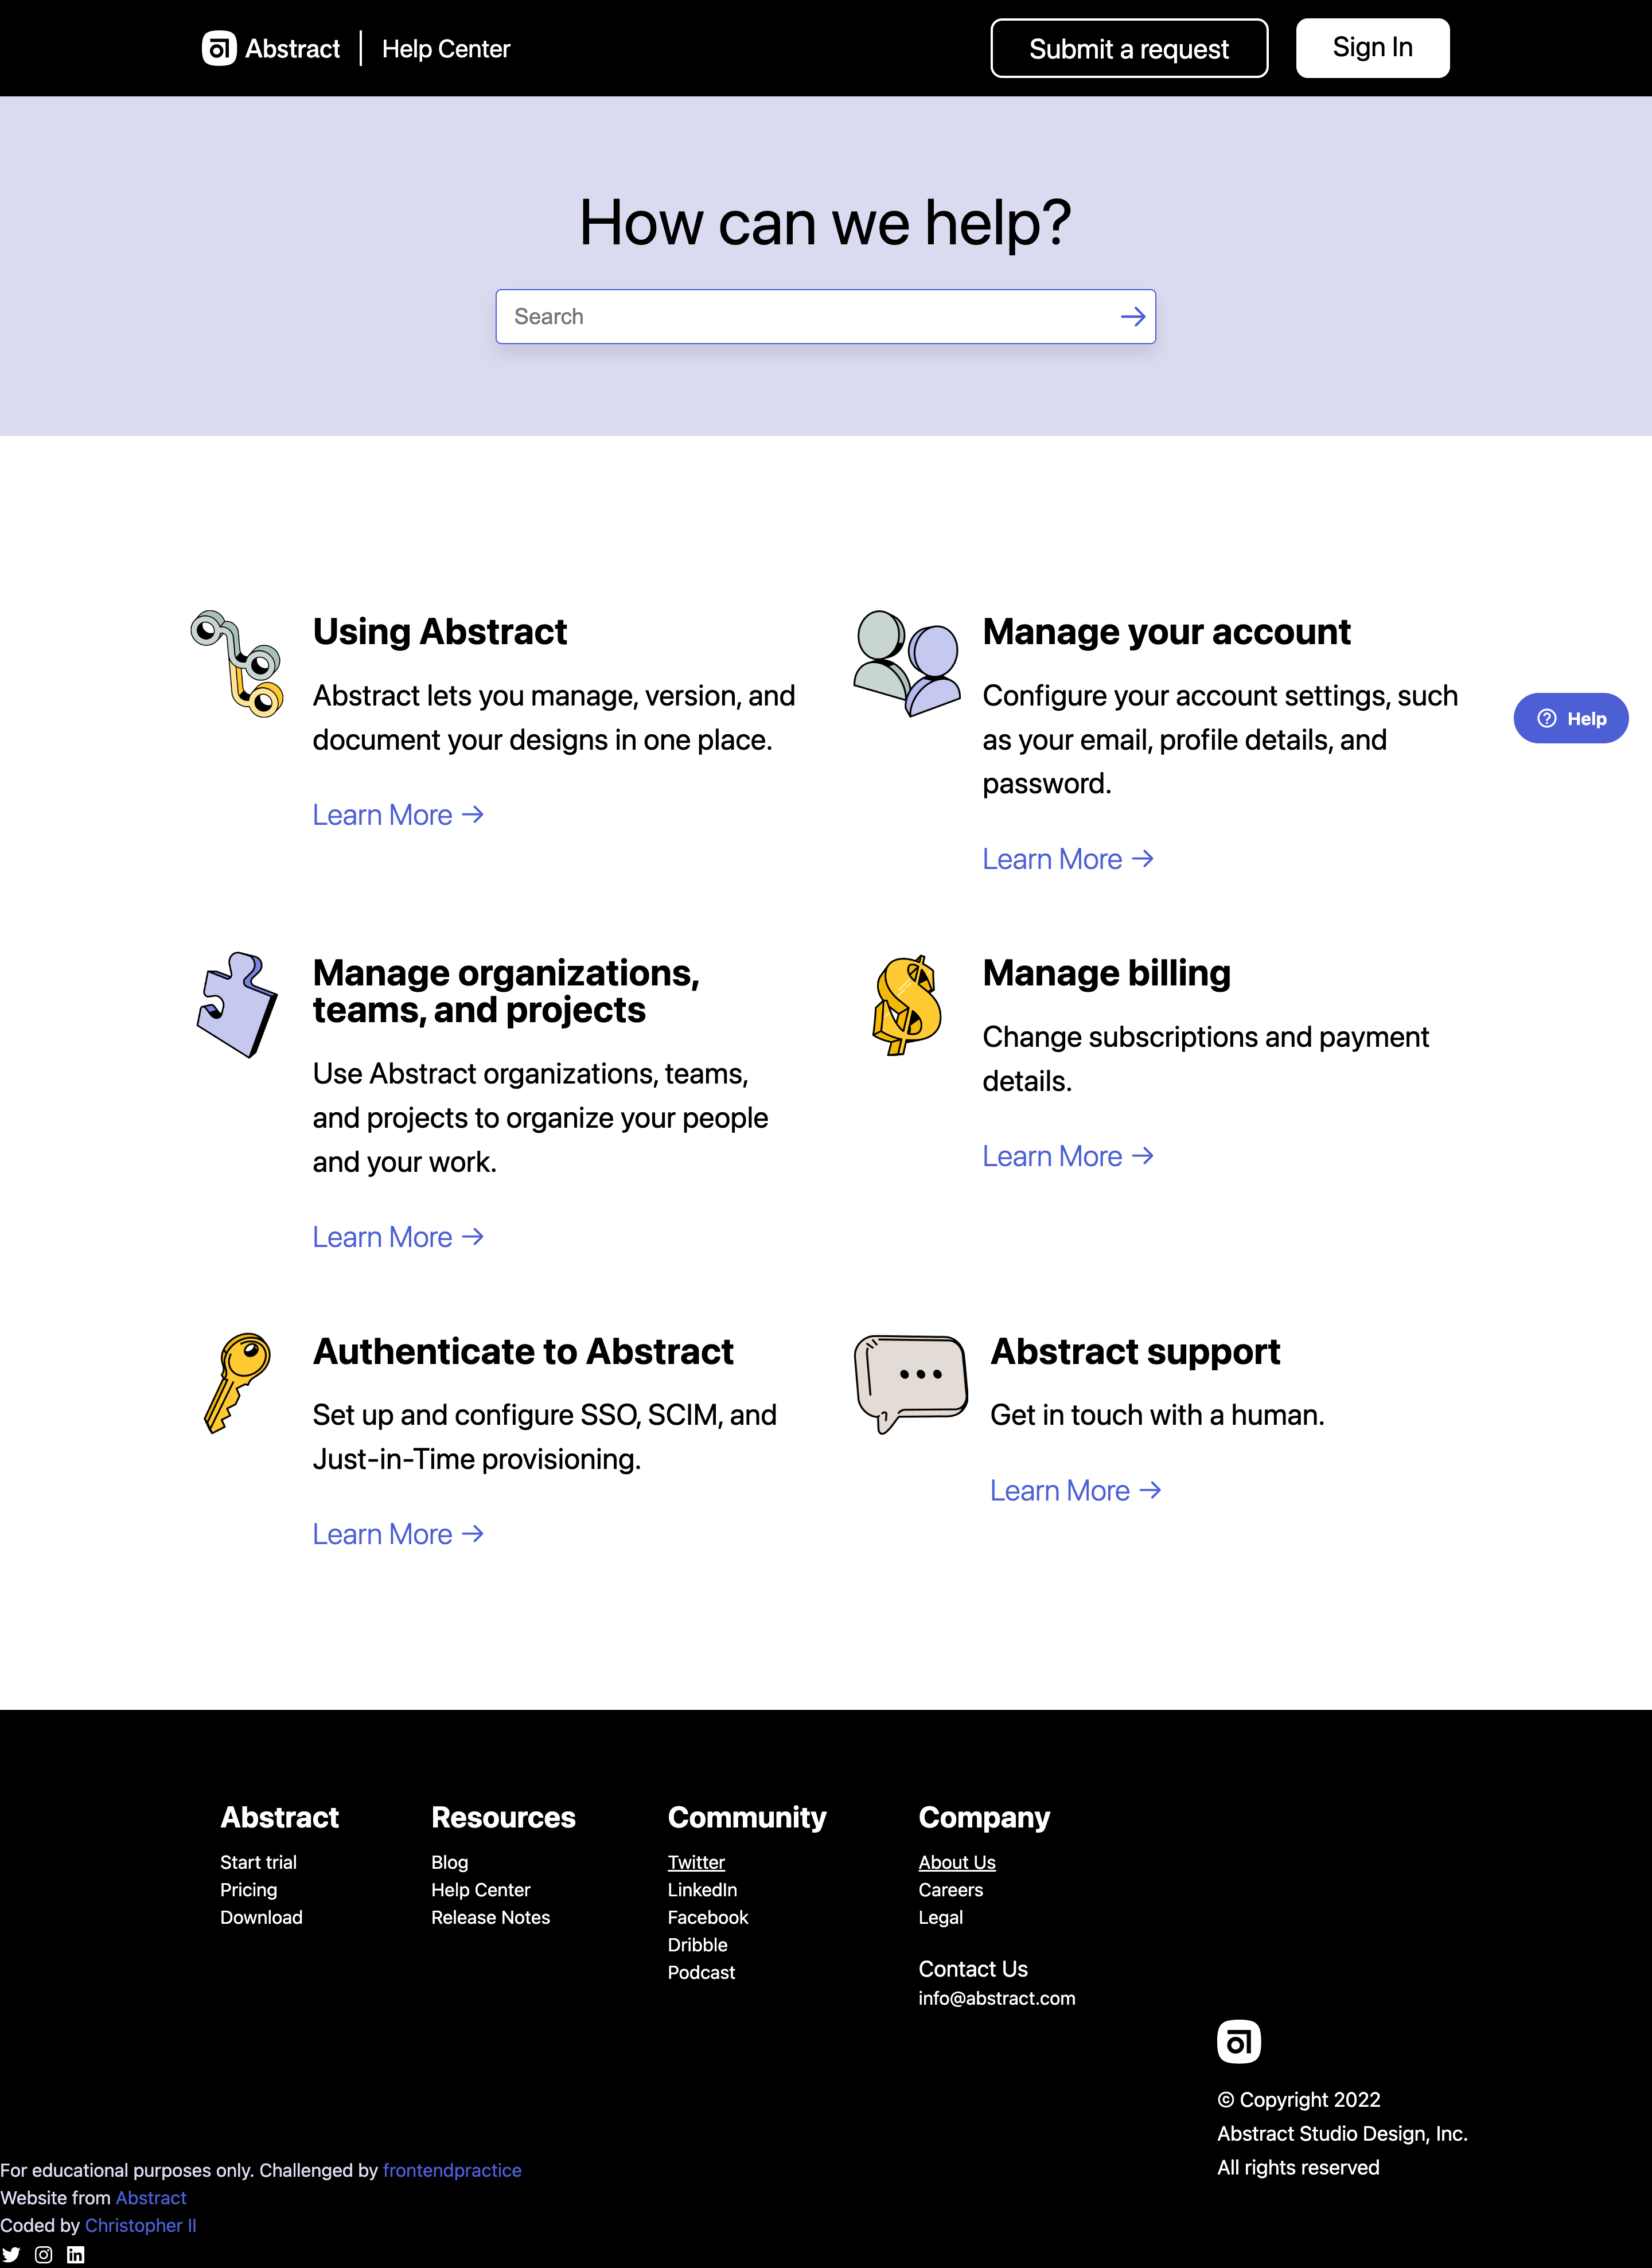 Abstract
Help Center
Submit a request
Sign In
How can we help?
Search
Using Abstract
Abstract lets you manage, version, and
document your designs in one place.
Learn More →
Manage your account
Configure your account settings, such
as your email, profile details, and
password.
Learn More →
Help
Manage organizations,
teams, and projects
Use Abstract organizations, teams,
and projects to organize your people
and your work.
Learn More →
Manage billing
Change subscriptions and payment
details.
Learn More →
Authenticate to Abstract
Set up and configure SSO, SCIM, and
Just-in-Time provisioning.
Learn More →
Abstract support
Get in touch with a human.
Learn More →
Abstract
Start trial
Pricing
Download
Resources
Blog
Help Center
Release Notes
Community
Twitter
LinkedIn
Facebook
Dribble
Podcast
Company
About Us
Careers
Legal
Contact Us
info@abstract.com
© Copyright 2022
Abstract Studio Design, Inc.
All rights reserved
For educational purposes only. Challenged by frontendpractice
Website from Abstract
Coded by Christopher II